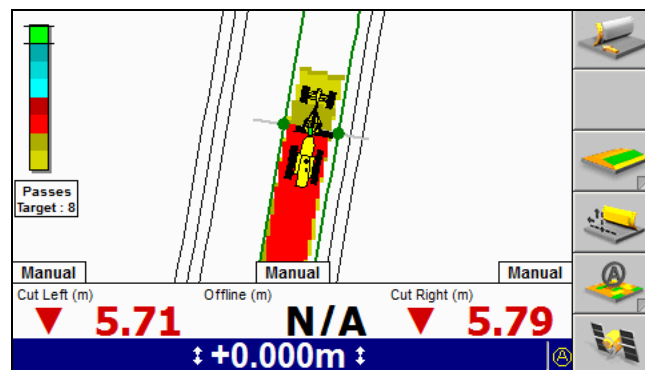 Passes
Target : 8
Manual
Manual
Manual
Cut Left (m)
Offline (m)
Cut Right (m)
▼ 5.71
N/A
▼ 5.79
↕ +0.000m ↕
A
A